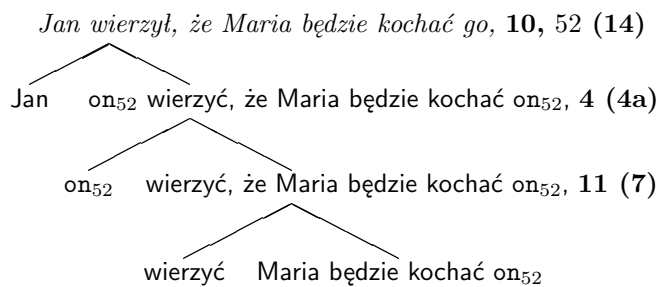 Jan wierzył, że Maria będzie kochać go, 10, 52 (14)
Jan on₅₂ wierzyć, że Maria będzie kochać on₅₂, 4 (4a)
on₅₂ wierzyć, że Maria będzie kochać on₅₂, 11 (7)
wierzyć Maria będzie kochać on₅₂